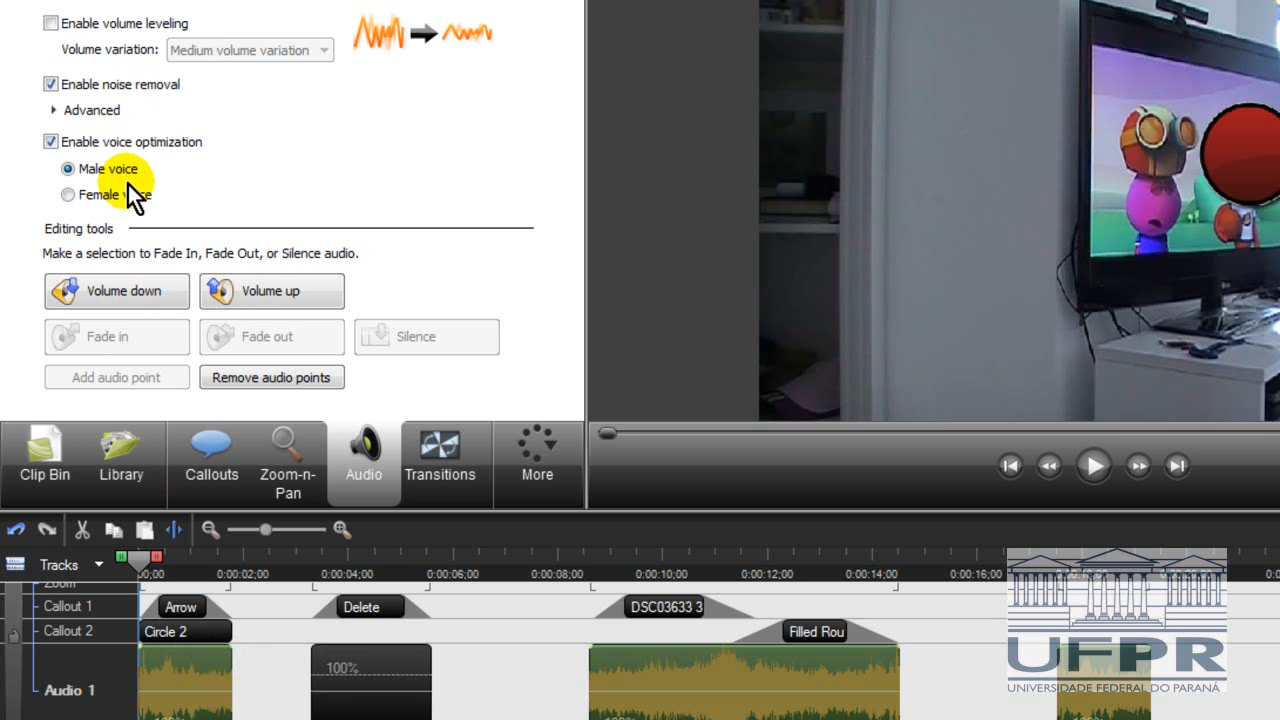 Enable volume leveling
Volume variation: Medium volume variation
Enable noise removal
Advanced
Enable voice optimization
Male voice
Female
Editing tools
Make a selection to Fade In, Fade Out, or Silence audio.
Volume down Volume up
Fade in Fade out Silence
Add audio point Remove audio points
Clip Bin Library Callouts Zoom-n-Pan Audio Transitions More
Tracks
0:00:02;00 0:00:04;00 0:00:06;00 0:00:08;00 0:00:10;00 0:00:12;00 0:00:14;00 0:00:16;00
Zoom
Callout 1 Arrow Delete DSC03633 3
Callout 2 Circle 2 Filled Rou
100%
Audio 1
UFPR
UNIVERSIDADE FEDERAL DO PARANÁ